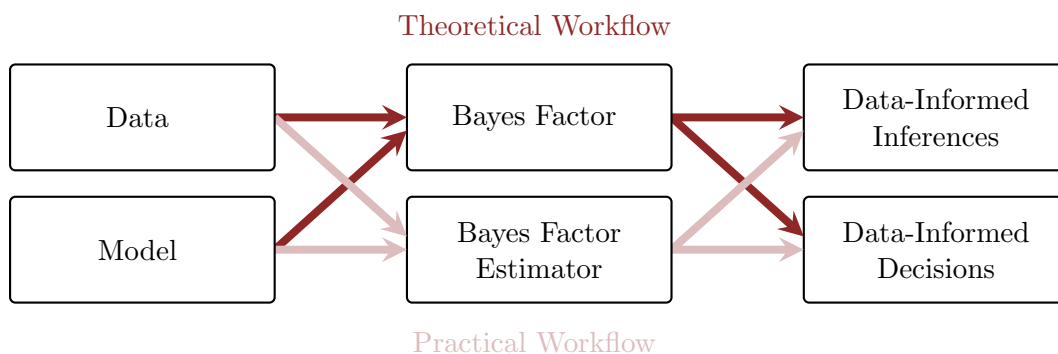 Theoretical Workflow
Data
Bayes Factor
Data-Informed
Inferences
Model
Bayes Factor
Estimator
Data-Informed
Decisions
Practical Workflow